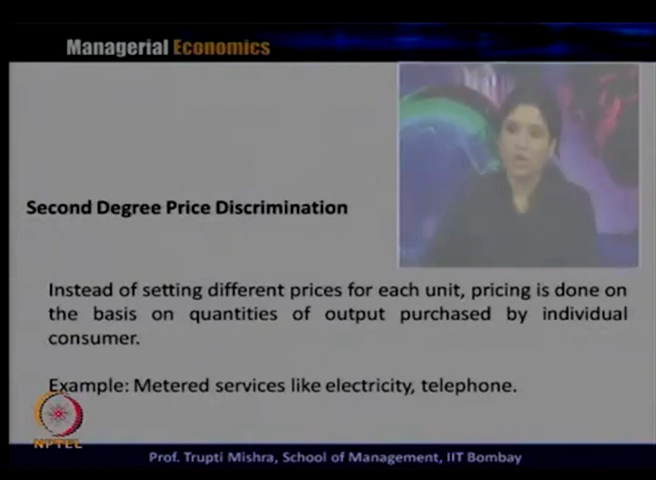 Managerial Economics
Second Degree Price Discrimination
Instead of setting different prices for each unit, pricing is done on
the basis on quantities of output purchased by individual
consumer.
Example: Metered services like electricity, telephone.
NPTEL
Prof. Trupti Mishra, School of Management, IIT Bombay